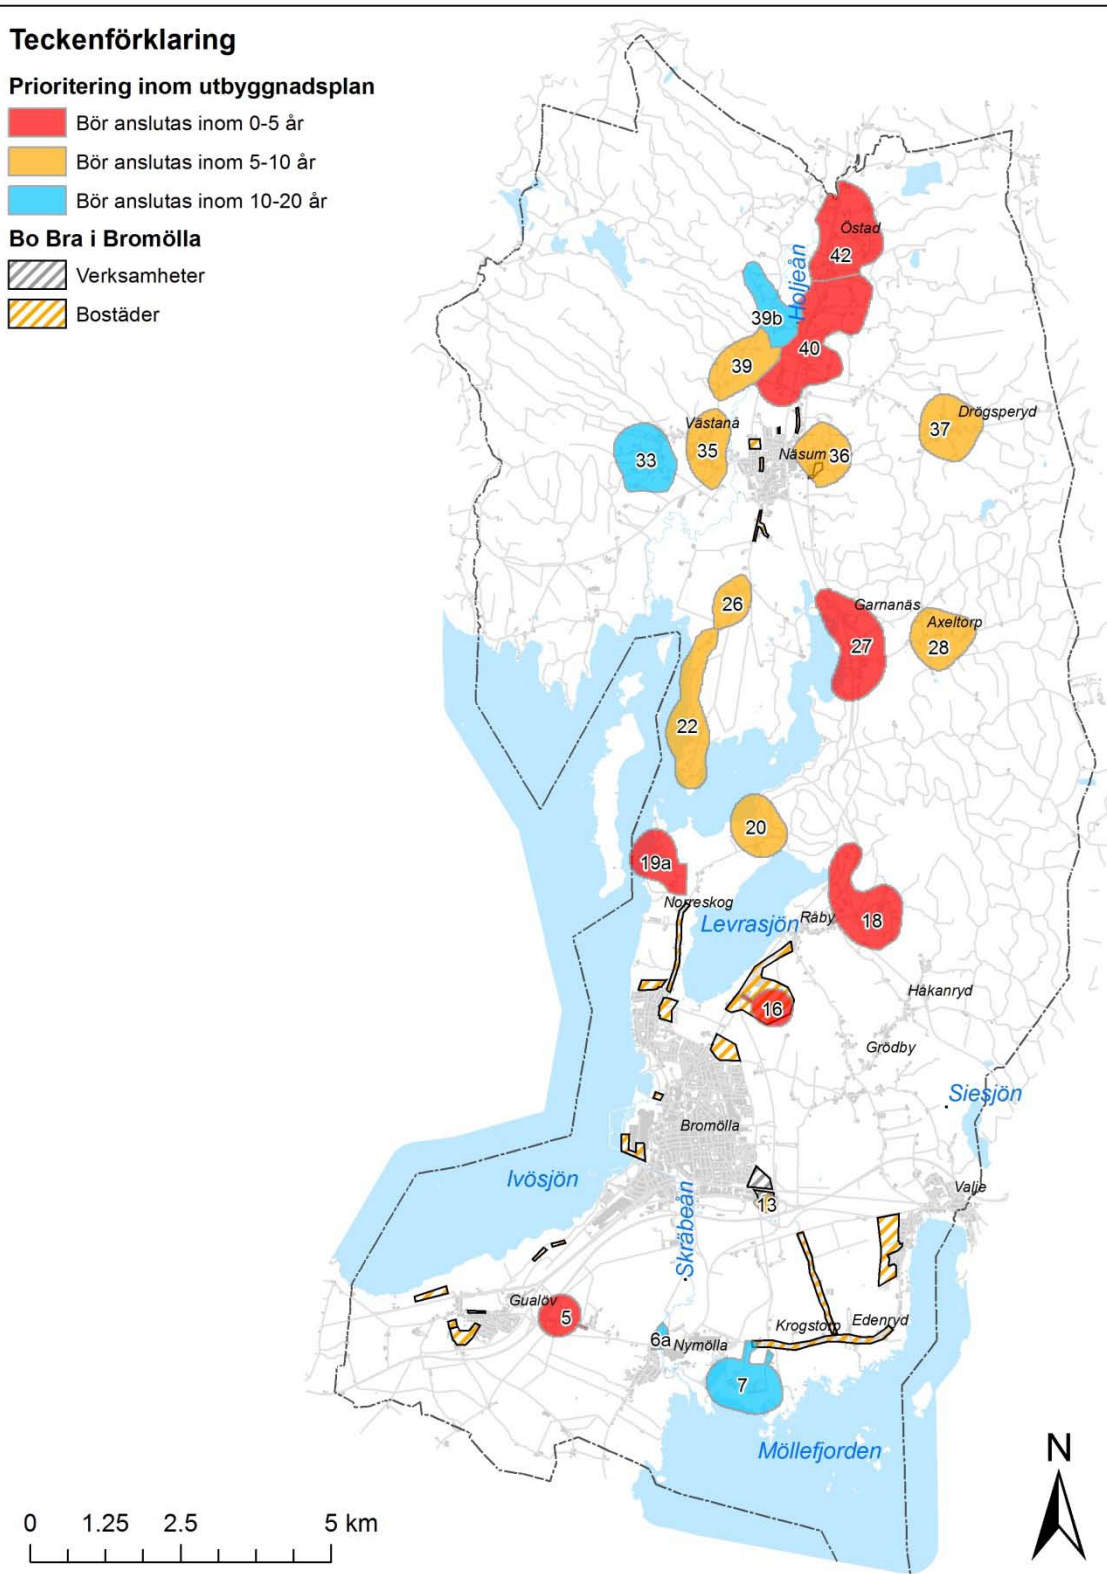 Teckenförklaring
Prioritering inom utbyggnadsplan
Bör anslutas inom 0-5 år
Bör anslutas inom 5-10 år
Bör anslutas inom 10-20 år
Bo Bra i Bromölla
Verksamheter
Bostäder
Östad
42
Holjeån
39b
40
39
Västanå
35
33
Näsum
36
Drögsperyd
37
26
Garnanäs
27
Axeltorp
28
22
20
19a
Norreskog
Levrasjön
Råby
18
16
Håkanryd
Grödby
Siesjön
Bromölla
Ivösjön
Skräbeån
13
Valje
Gualöv
5
6a
Nymölla
Krogstorp
Edenryd
7
Möllefjorden
N
0 1.25 2.5 5 km